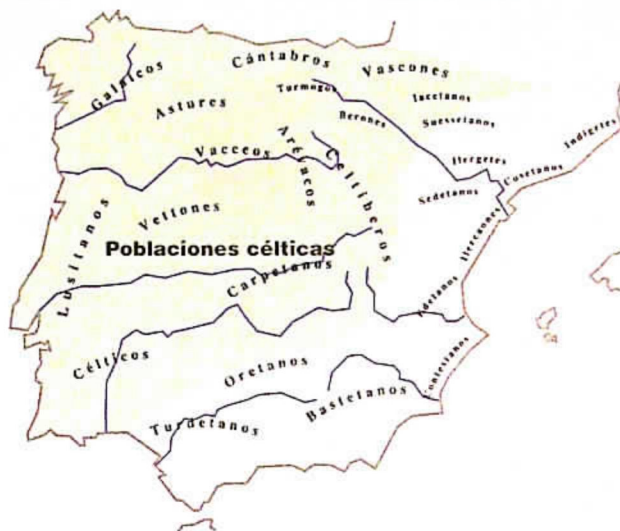 Galaicos
Cántabros
Vascones
Astures
Turmogos
Iacetanos
Berones
Suessetanos
Indigetes
Vacceos
Arévacos
Celtíberos
Ilergetes
Cosetanos
Sedetanos
Vettones
Lusitanos
Poblaciones célticas
Ilercavones
Carpetanos
Edetanos
Célticos
Oretanos
Contestanos
Bastetanos
Turdetanos